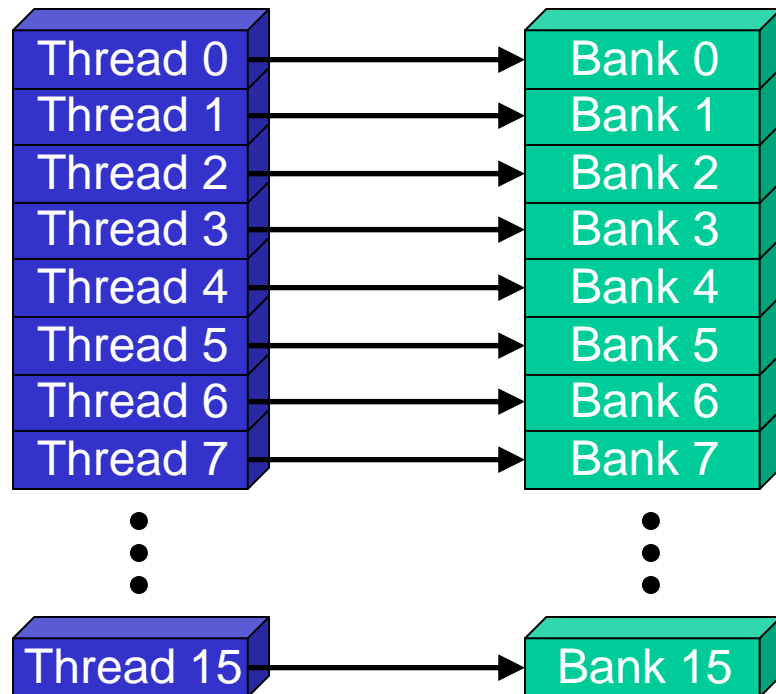 Thread 0
Bank 0
Thread 1
Bank 1
Thread 2
Bank 2
Thread 3
Bank 3
Thread 4
Bank 4
Thread 5
Bank 5
Thread 6
Bank 6
Thread 7
Bank 7
Thread 15
Bank 15